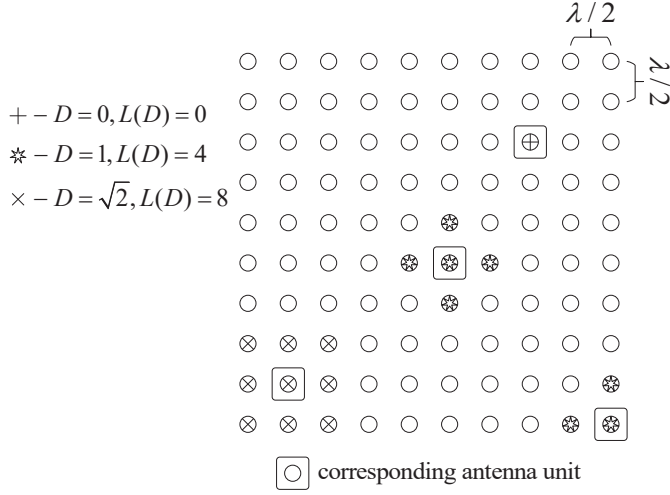 λ / 2
λ / 2
+ − D = 0, L(D) = 0
✲ − D = 1, L(D) = 4
× − D = √2, L(D) = 8
corresponding antenna unit